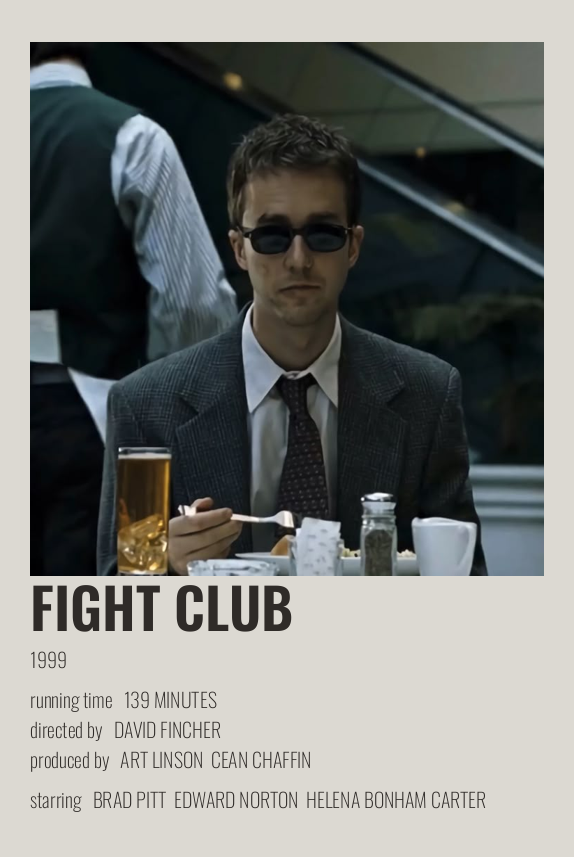 FIGHT CLUB
1999
running time 139 MINUTES
directed by DAVID FINCHER
produced by ART LINSON CEAN CHAFFIN
starring BRAD PITT EDWARD NORTON HELENA BONHAM CARTER